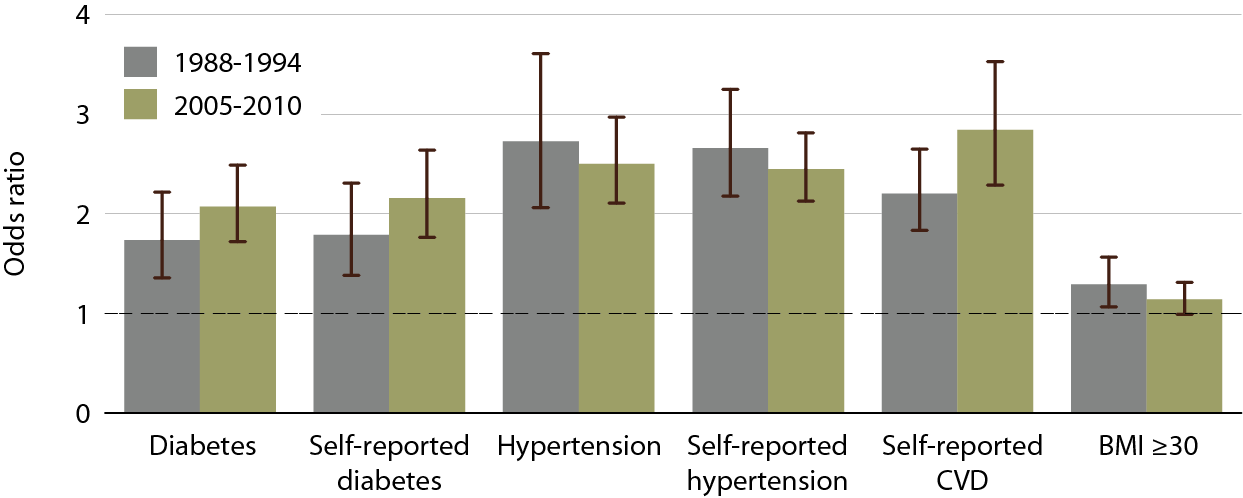 4
3
2
1
0
Odds ratio
1988-1994
2005-2010
Diabetes
Self-reported
diabetes
Hypertension
Self-reported
hypertension
Self-reported
CVD
BMI ≥30